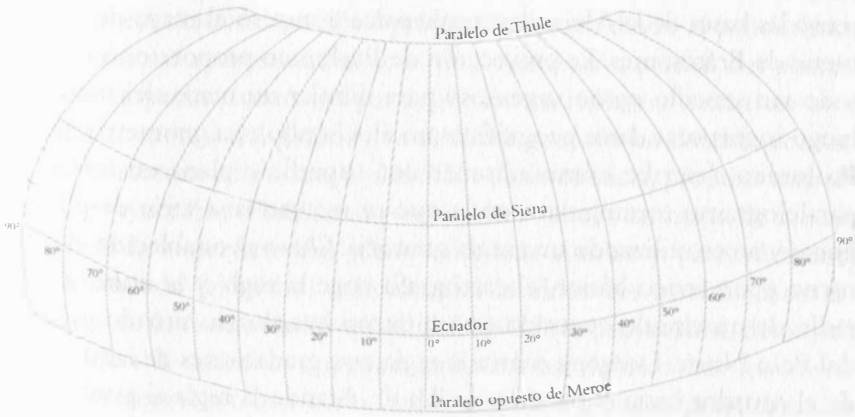 Paralelo de Thule
Paralelo de Siena
90° 90°
80° 80°
70° 70°
60° 60°
50° 50°
40° 40°
30° 30°
20° 10° Ecuador 0° 10° 20°
Paralelo opuesto de Meroe